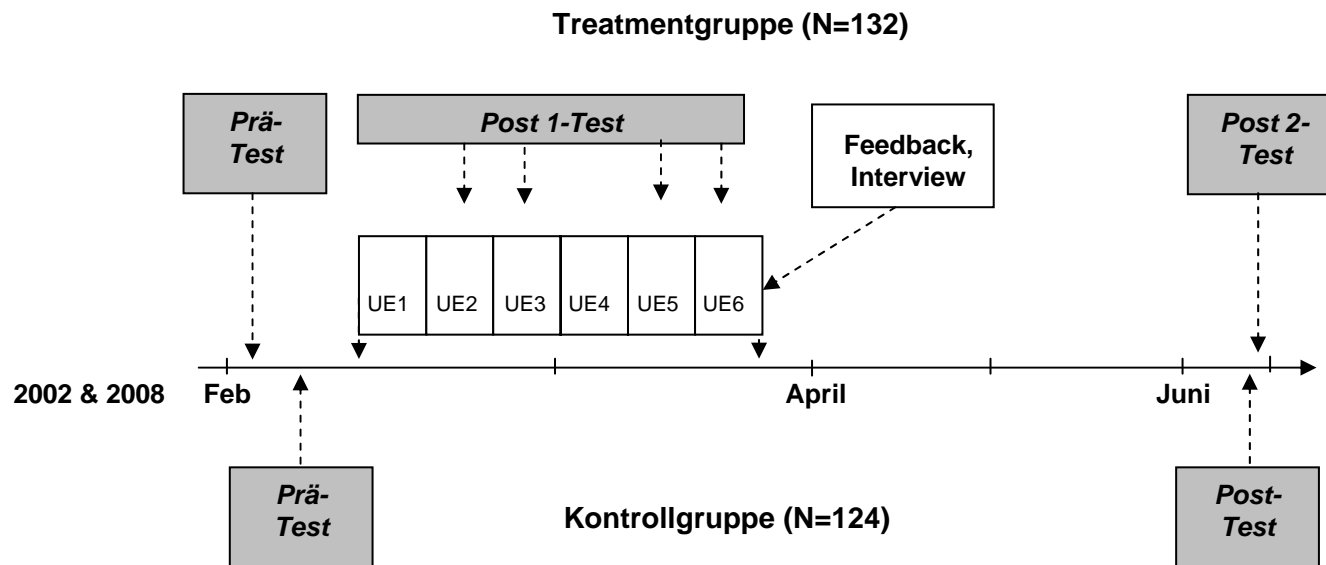 Treatmentgruppe (N=132)
Prä-
Test
Post 1-Test
Feedback,
Interview
Post 2-
Test
UE1
UE2
UE3
UE4
UE5
UE6
2002 & 2008
Feb
April
Juni
Prä-
Test
Kontrollgruppe (N=124)
Post-
Test